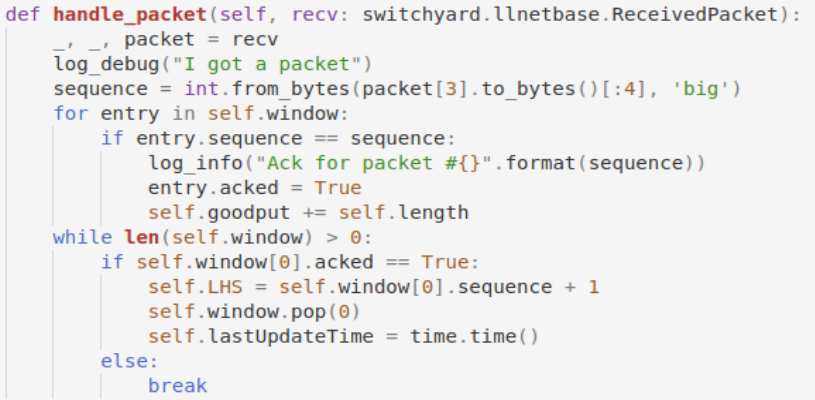 def handle_packet(self, recv: switchyard.llnetbase.ReceivedPacket):
    _, _, packet = recv
    log_debug("I got a packet")
    sequence = int.from_bytes(packet[3].to_bytes()[:4], 'big')
    for entry in self.window:
        if entry.sequence == sequence:
            log_info("Ack for packet #{}".format(sequence))
            entry.acked = True
            self.goodput += self.length
    while len(self.window) > 0:
        if self.window[0].acked == True:
            self.LHS = self.window[0].sequence + 1
            self.window.pop(0)
            self.lastUpdateTime = time.time()
        else:
            break